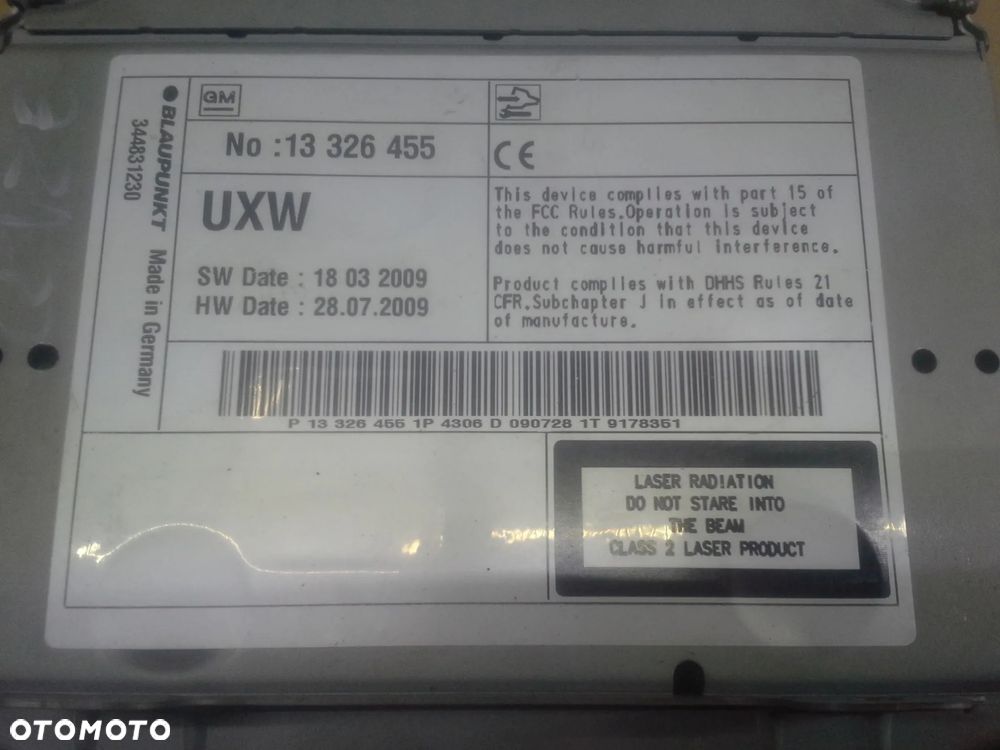 BLAUPUNKT Made in Germany
344831230
GM
No :13 326 455
CE
UXW
SW Date : 18 03 2009
HW Date : 28.07.2009
This device complies with part 15 of
the FCC Rules.Operation is subject
to the condition that this device
does not cause harmful interference.
Product complies with DHHS Rules 21
CFR.Subchapter J in effect as of date
of manufacture.
P 13 326 455 1P 4306 D 090728 1T 9178351
LASER RADIATION
DO NOT STARE INTO
THE BEAM
CLASS 2 LASER PRODUCT
OTOMOTO